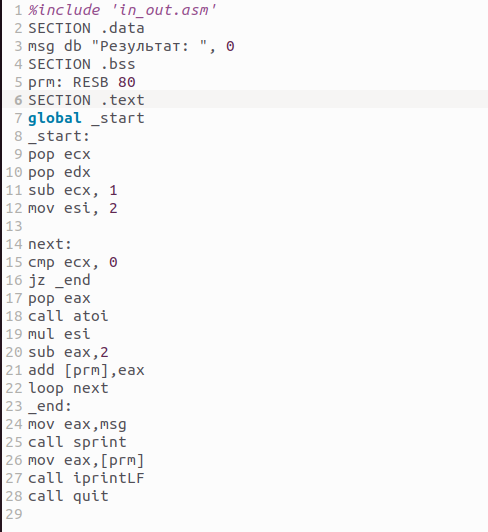 1 %include 'in_out.asm'
2 SECTION .data
3 msg db "Результат: ", 0
4 SECTION .bss
5 prm: RESB 80
6 SECTION .text
7 global _start
8 _start:
9 pop ecx
10 pop edx
11 sub ecx, 1
12 mov esi, 2
13
14 next:
15 cmp ecx, 0
16 jz _end
17 pop eax
18 call atoi
19 mul esi
20 sub eax,2
21 add [prm],eax
22 loop next
23 _end:
24 mov eax,msg
25 call sprint
26 mov eax,[prm]
27 call iprintLF
28 call quit
29